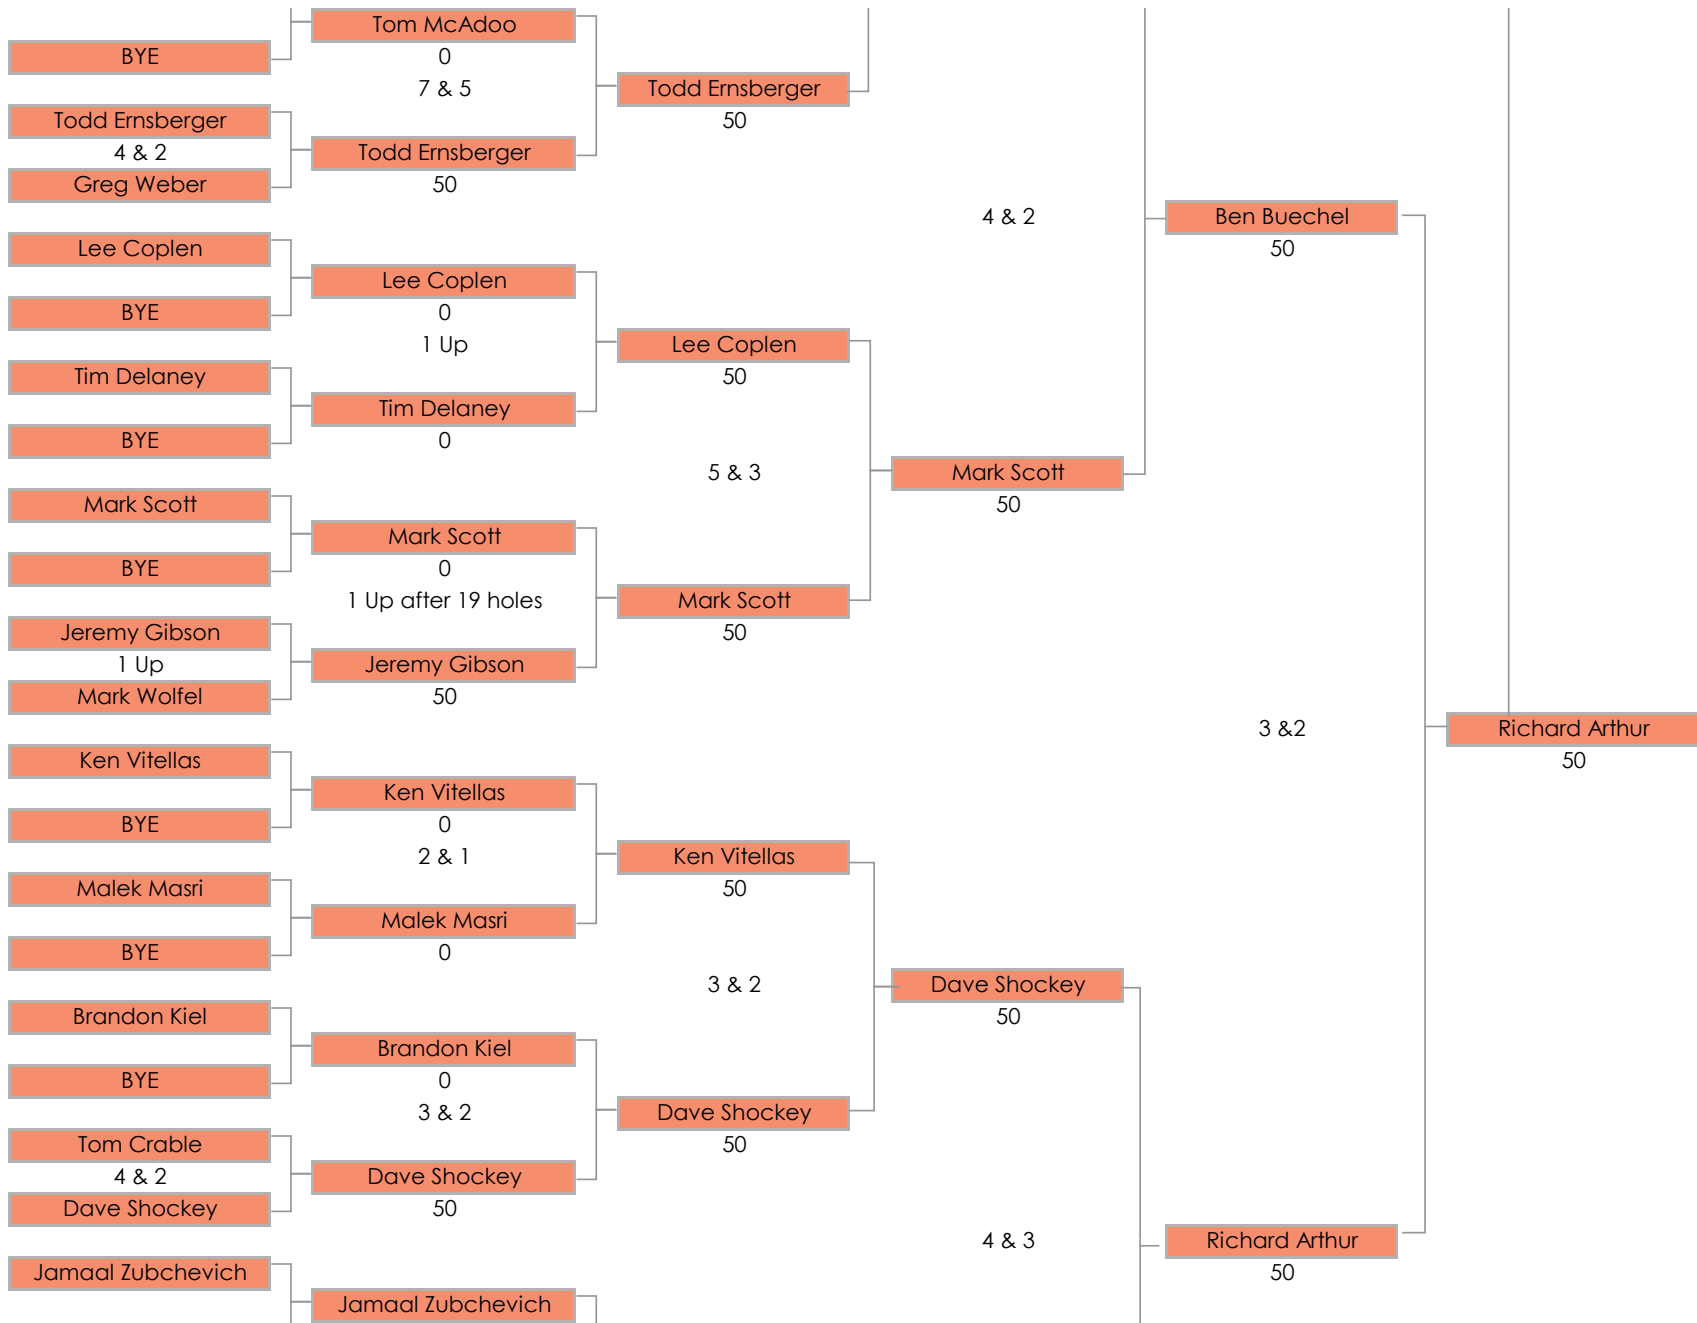 Tom McAdoo
BYE
0
7 & 5
Todd Ernsberger
50
Todd Ernsberger
4 & 2
Greg Weber
Todd Ernsberger
50
4 & 2
Ben Buechel
50
Lee Coplen
BYE
Lee Coplen
0
1 Up
Lee Coplen
50
Tim Delaney
BYE
Tim Delaney
0
5 & 3
Mark Scott
50
Mark Scott
BYE
Mark Scott
0
1 Up after 19 holes
Mark Scott
50
Jeremy Gibson
1 Up
Mark Wolfel
Jeremy Gibson
50
3 &2
Richard Arthur
50
Ken Vitellas
BYE
Ken Vitellas
0
2 & 1
Ken Vitellas
50
Malek Masri
BYE
Malek Masri
0
3 & 2
Dave Shockey
50
Brandon Kiel
BYE
Brandon Kiel
0
3 & 2
Dave Shockey
50
Tom Crable
4 & 2
Dave Shockey
Dave Shockey
50
4 & 3
Richard Arthur
50
Jamaal Zubchevich
Jamaal Zubchevich